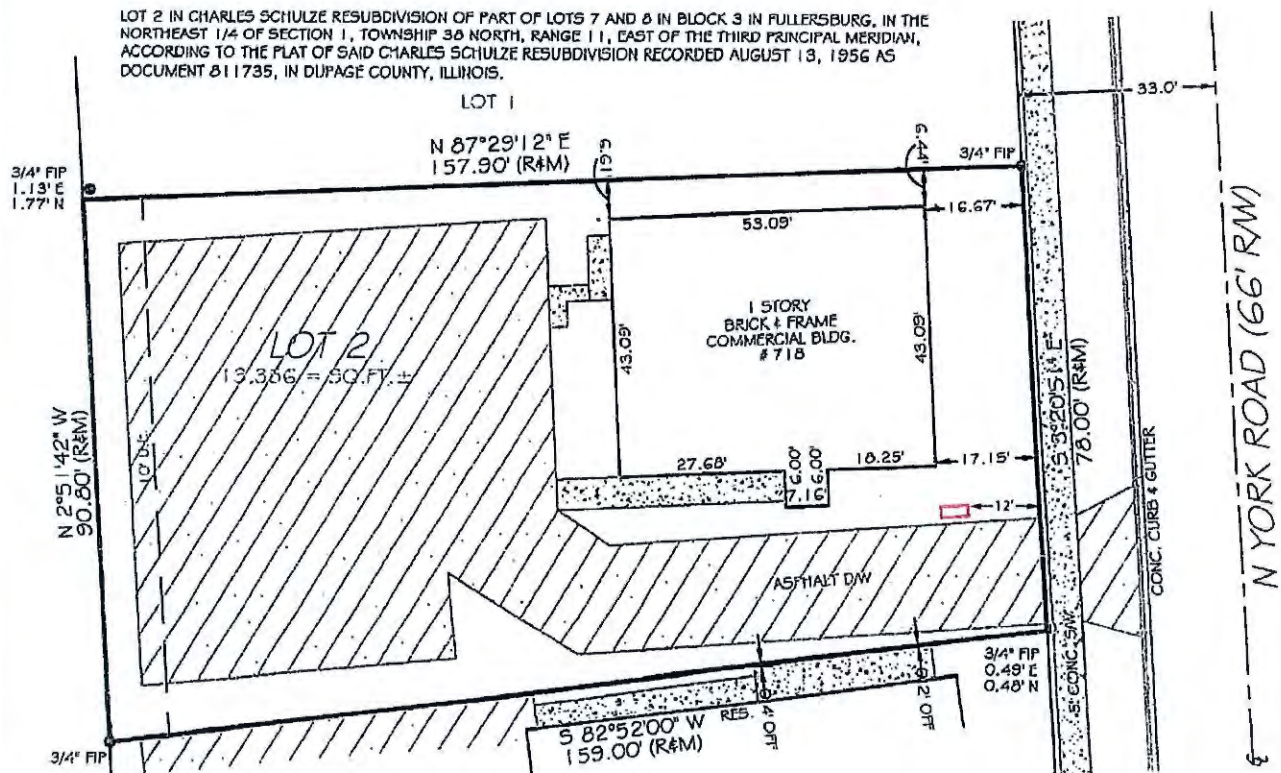 LOT 2 IN CHARLES SCHULZE RESUBDIVISION OF PART OF LOTS 7 AND 8 IN BLOCK 3 IN FULLERSBURG, IN THE
NORTHEAST 1/4 OF SECTION 1, TOWNSHIP 38 NORTH, RANGE 11, EAST OF THE THIRD PRINCIPAL MERIDIAN,
ACCORDING TO THE PLAT OF SAID CHARLES SCHULZE RESUBDIVISION RECORDED AUGUST 13, 1956 AS
DOCUMENT 811735, IN DUPAGE COUNTY, ILLINOIS.
LOT 1
33.0'
N 87°29'12" E
157.90' (R&M)
6.61'
6.44'
3/4" FIP
3/4" FIP
1.13' E
1.77' N
16.67'
53.09'
1 STORY
BRICK & FRAME
COMMERCIAL BLDG.
#718
43.09'
43.09'
LOT 2
13,356 = SQ.FT.±
N 2°51'42" W
90.80' (R&M)
S 3°20'51" E
78.00' (R&M)
N YORK ROAD (66' R/W)
27.68'
6.00'
6.00'
7.16'
18.25'
17.15'
12'
CONC. CURB & GUTTER
ASPHALT D/W
5' CONC. S/W
3/4" FIP
0.49' E
0.48' N
0.2' OFF
0.4' OFF
RES.
S 82°52'00" W
159.00' (R&M)
3/4" FIP